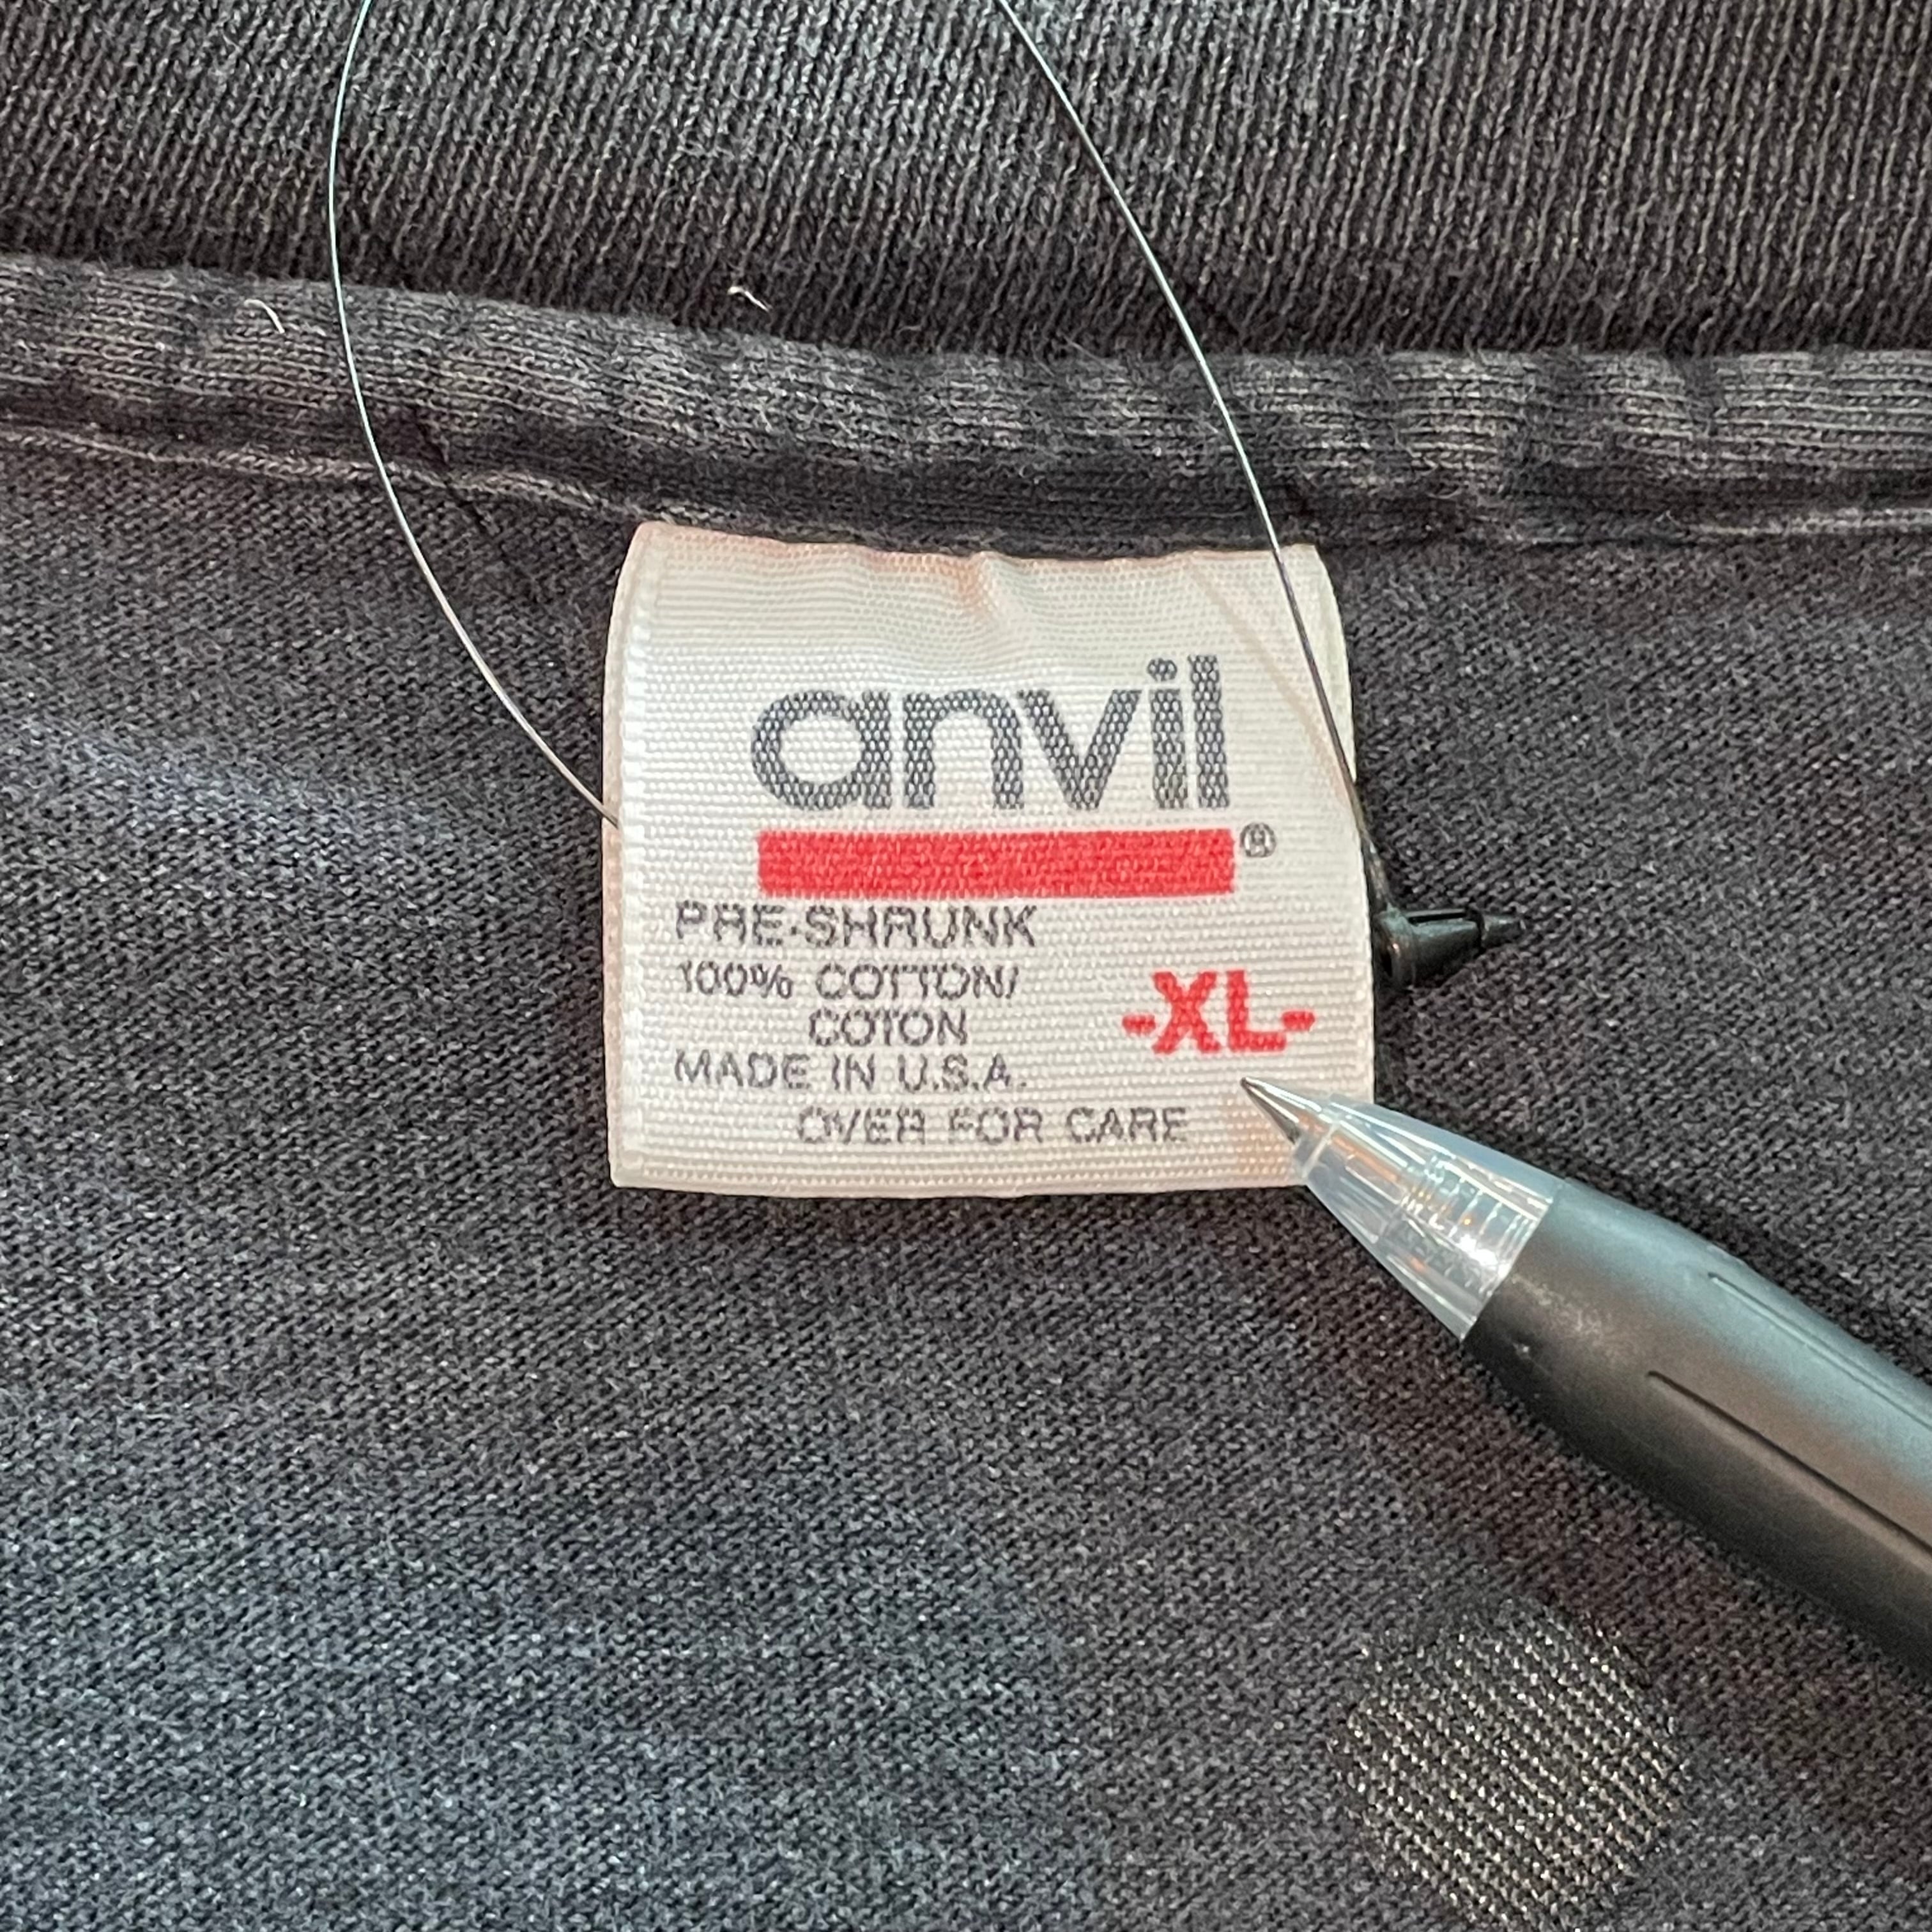 anvil
®
PRE-SHRUNK
100% COTTON/
COTON
-XL-
MADE IN U.S.A.
OVER FOR CARE